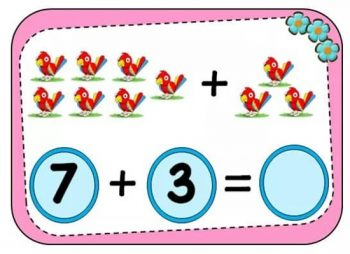 +
7 + 3 =